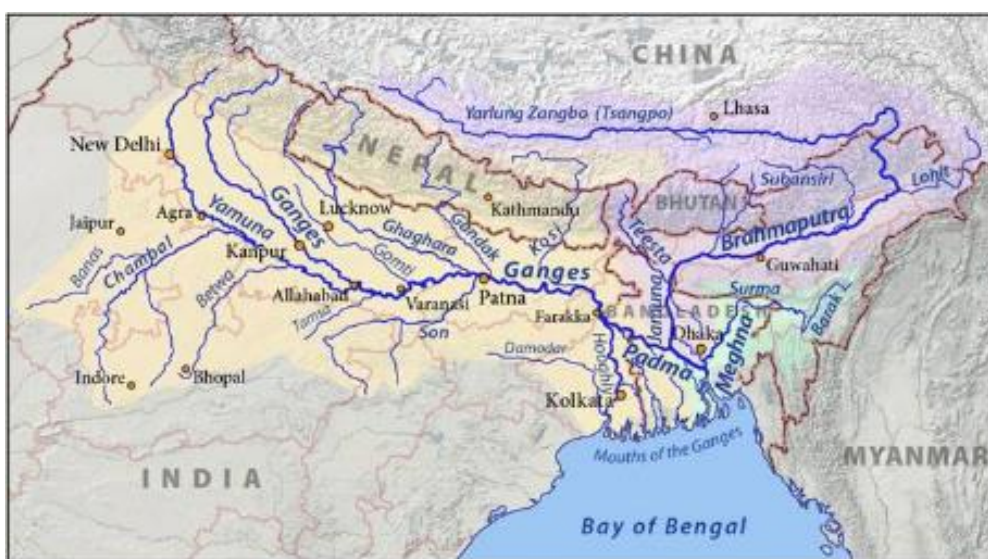 CHINA
Yarlung Zangbo (Tsangpo)
Lhasa
New Delhi
NEPAL
Subansiri
Lohit
BHUTAN
Jaipur
Agra
Yamuna
Ganges
Lucknow
Kathmandu
Ghaghara
Gandak
Kosi
Teesta
Brahmaputra
Banas
Chambal
Kanpur
Gomti
Guwahati
Betwa
Allahabad
Varanasi
Patna
Ganges
Jamuna
Surma
Barak
Tamsa
Son
Farakka
BANGLADESH
Dhaka
Meghna
Damodar
Hooghly
Padma
Indore
Bhopal
Kolkata
Mouths of the Ganges
MYANMAR
INDIA
Bay of Bengal